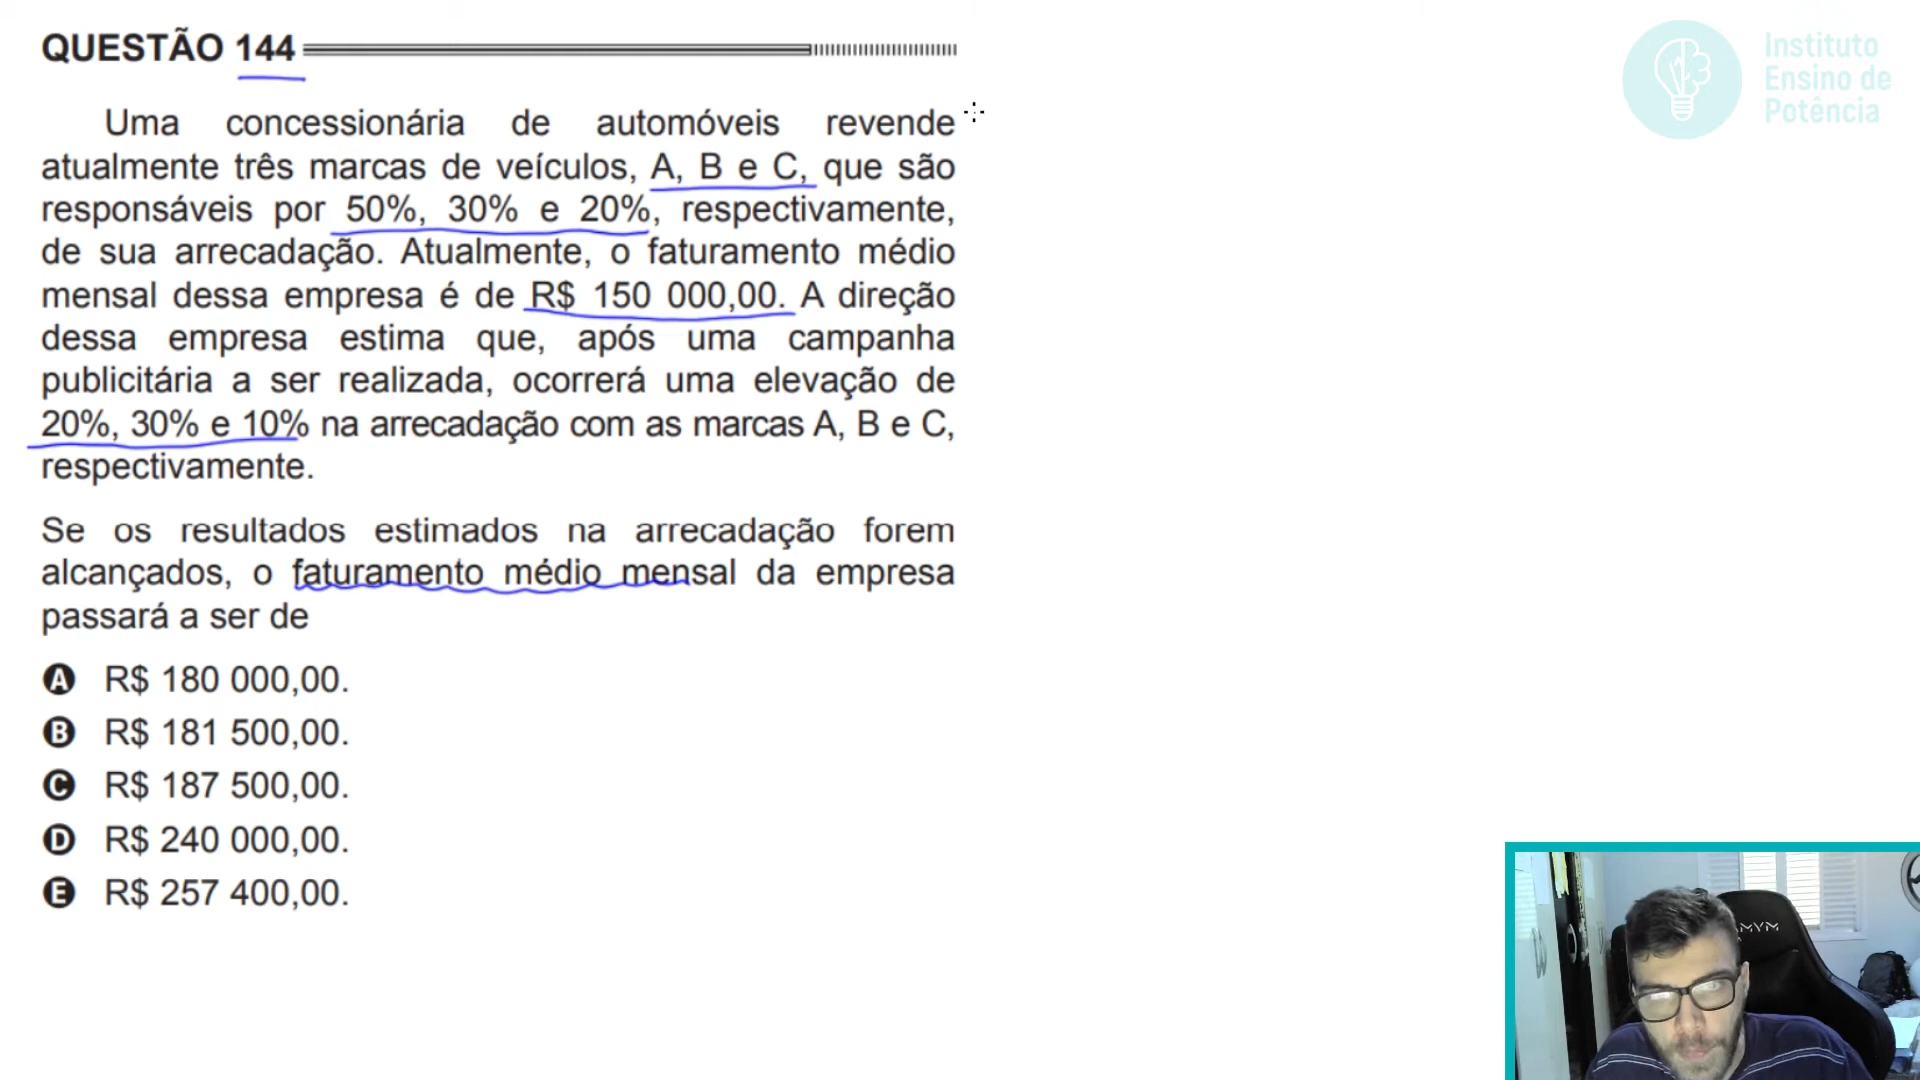 QUESTÃO 144
Instituto
Ensino de
Potência
Uma concessionária de automóveis revende
atualmente três marcas de veículos, A, B e C, que são
responsáveis por 50%, 30% e 20%, respectivamente,
de sua arrecadação. Atualmente, o faturamento médio
mensal dessa empresa é de R$ 150 000,00. A direção
dessa empresa estima que, após uma campanha
publicitária a ser realizada, ocorrerá uma elevação de
20%, 30% e 10% na arrecadação com as marcas A, B e C,
respectivamente.
Se os resultados estimados na arrecadação forem
alcançados, o faturamento médio mensal da empresa
passará a ser de
A R$ 180 000,00.
B R$ 181 500,00.
C R$ 187 500,00.
D R$ 240 000,00.
E R$ 257 400,00.